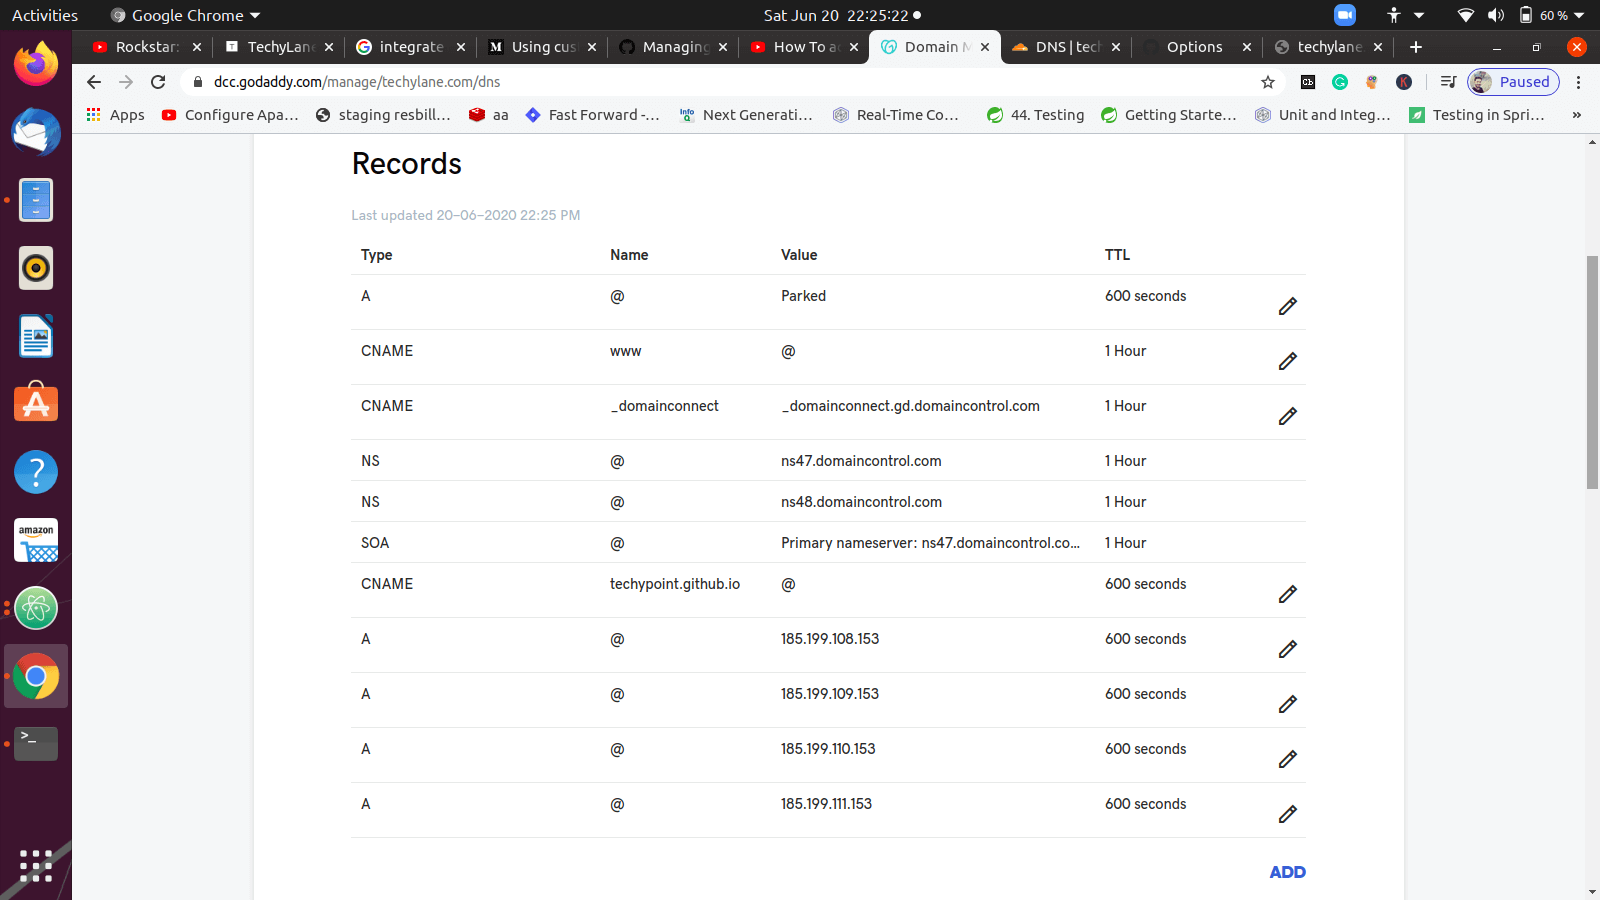 Activities Google Chrome Sat Jun 20 22:25:22 60 %
Rockstar: TechyLane integrate Using cus Managing How To ad Domain M DNS | tech Options techylane
dcc.godaddy.com/manage/techylane.com/dns Paused
Apps Configure Apa... staging resbill... aa Fast Forward -... Next Generati... Real-Time Co... 44. Testing Getting Starte... Unit and Integ... Testing in Spri... »
Records
Last updated 20-06-2020 22:25 PM
Type Name Value TTL
A @ Parked 600 seconds
CNAME www @ 1 Hour
CNAME _domainconnect _domainconnect.gd.domaincontrol.com 1 Hour
NS @ ns47.domaincontrol.com 1 Hour
NS @ ns48.domaincontrol.com 1 Hour
SOA @ Primary nameserver: ns47.domaincontrol.co... 1 Hour
CNAME techypoint.github.io @ 600 seconds
A @ 185.199.108.153 600 seconds
A @ 185.199.109.153 600 seconds
A @ 185.199.110.153 600 seconds
A @ 185.199.111.153 600 seconds
ADD
amazon